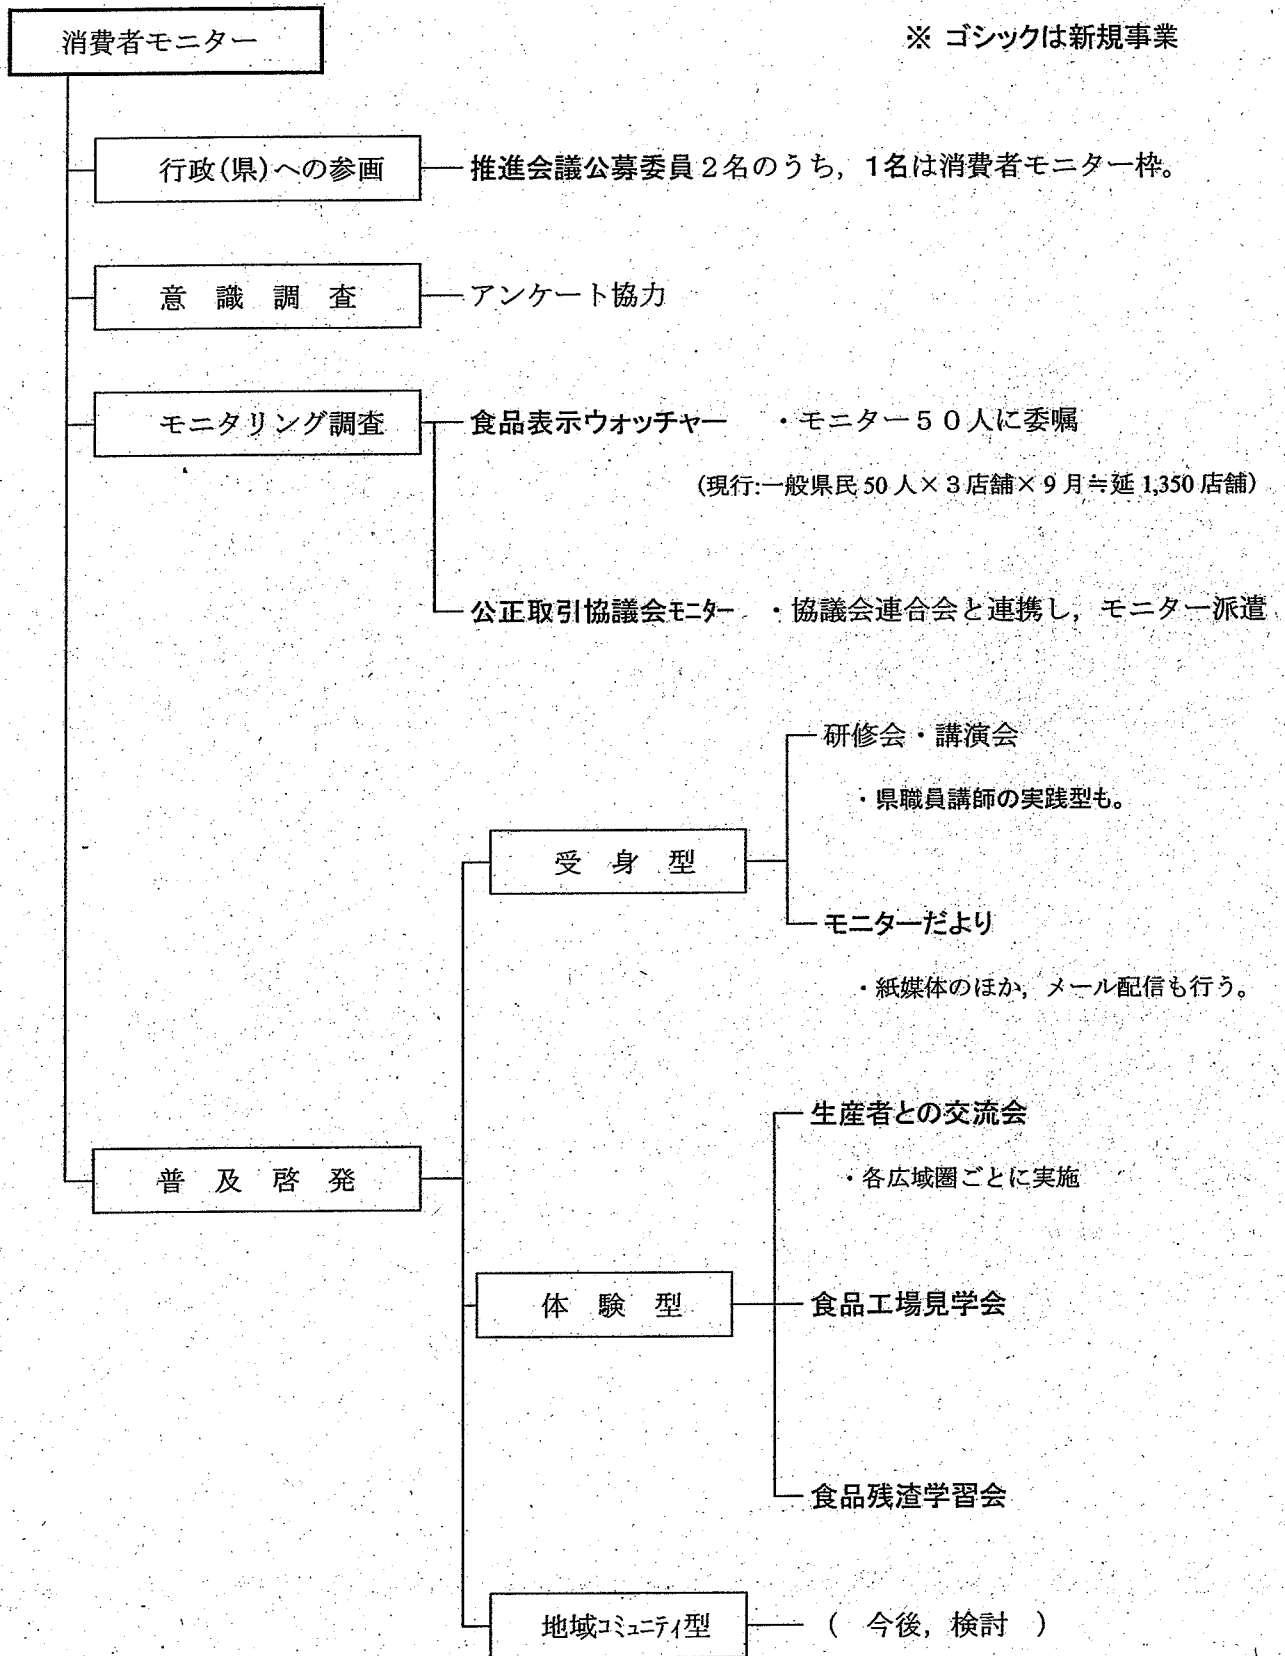 消費者モニター
※ ゴシックは新規事業
行政(県)への参画
推進会議公募委員２名のうち，1名は消費者モニター枠。
意 識 調 査
アンケート協力
モニタリング調査
食品表示ウォッチャー ・モニター５０人に委嘱
(現行:一般県民 50 人×３店舗×９月≒延 1,350 店舗)
公正取引協議会ﾓﾆﾀｰ ・協議会連合会と連携し，モニター派遣
研修会・講演会
・県職員講師の実践型も。
受 身 型
モニターだより
・紙媒体のほか，メール配信も行う。
生産者との交流会
・各広域圏ごとに実施
普 及 啓 発
体 験 型
食品工場見学会
食品残渣学習会
地域ｺﾐｭﾆﾃｨ型
( 今後，検討 )